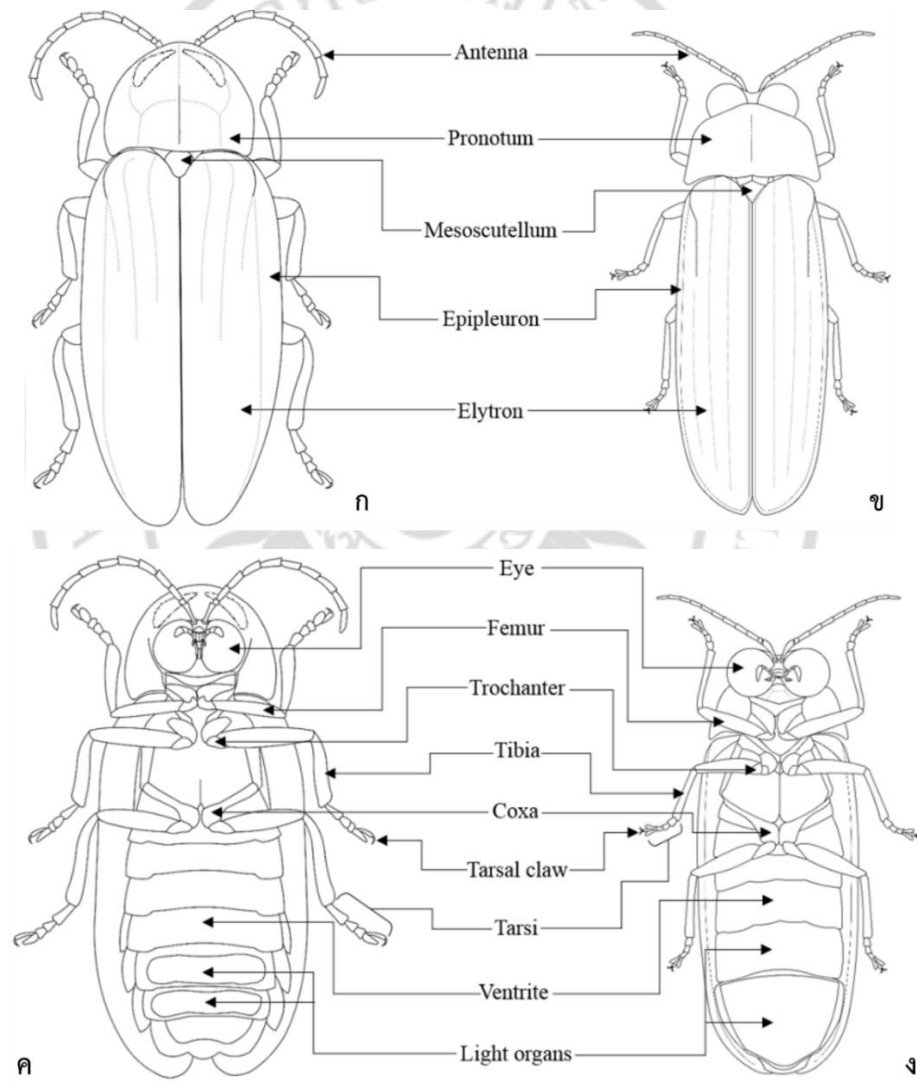 Antenna
Pronotum
Mesoscutellum
Epipleuron
Elytron
ก
ข
Eye
Femur
Trochanter
Tibia
Coxa
Tarsal claw
Tarsi
Ventrite
Light organs
ค
ง